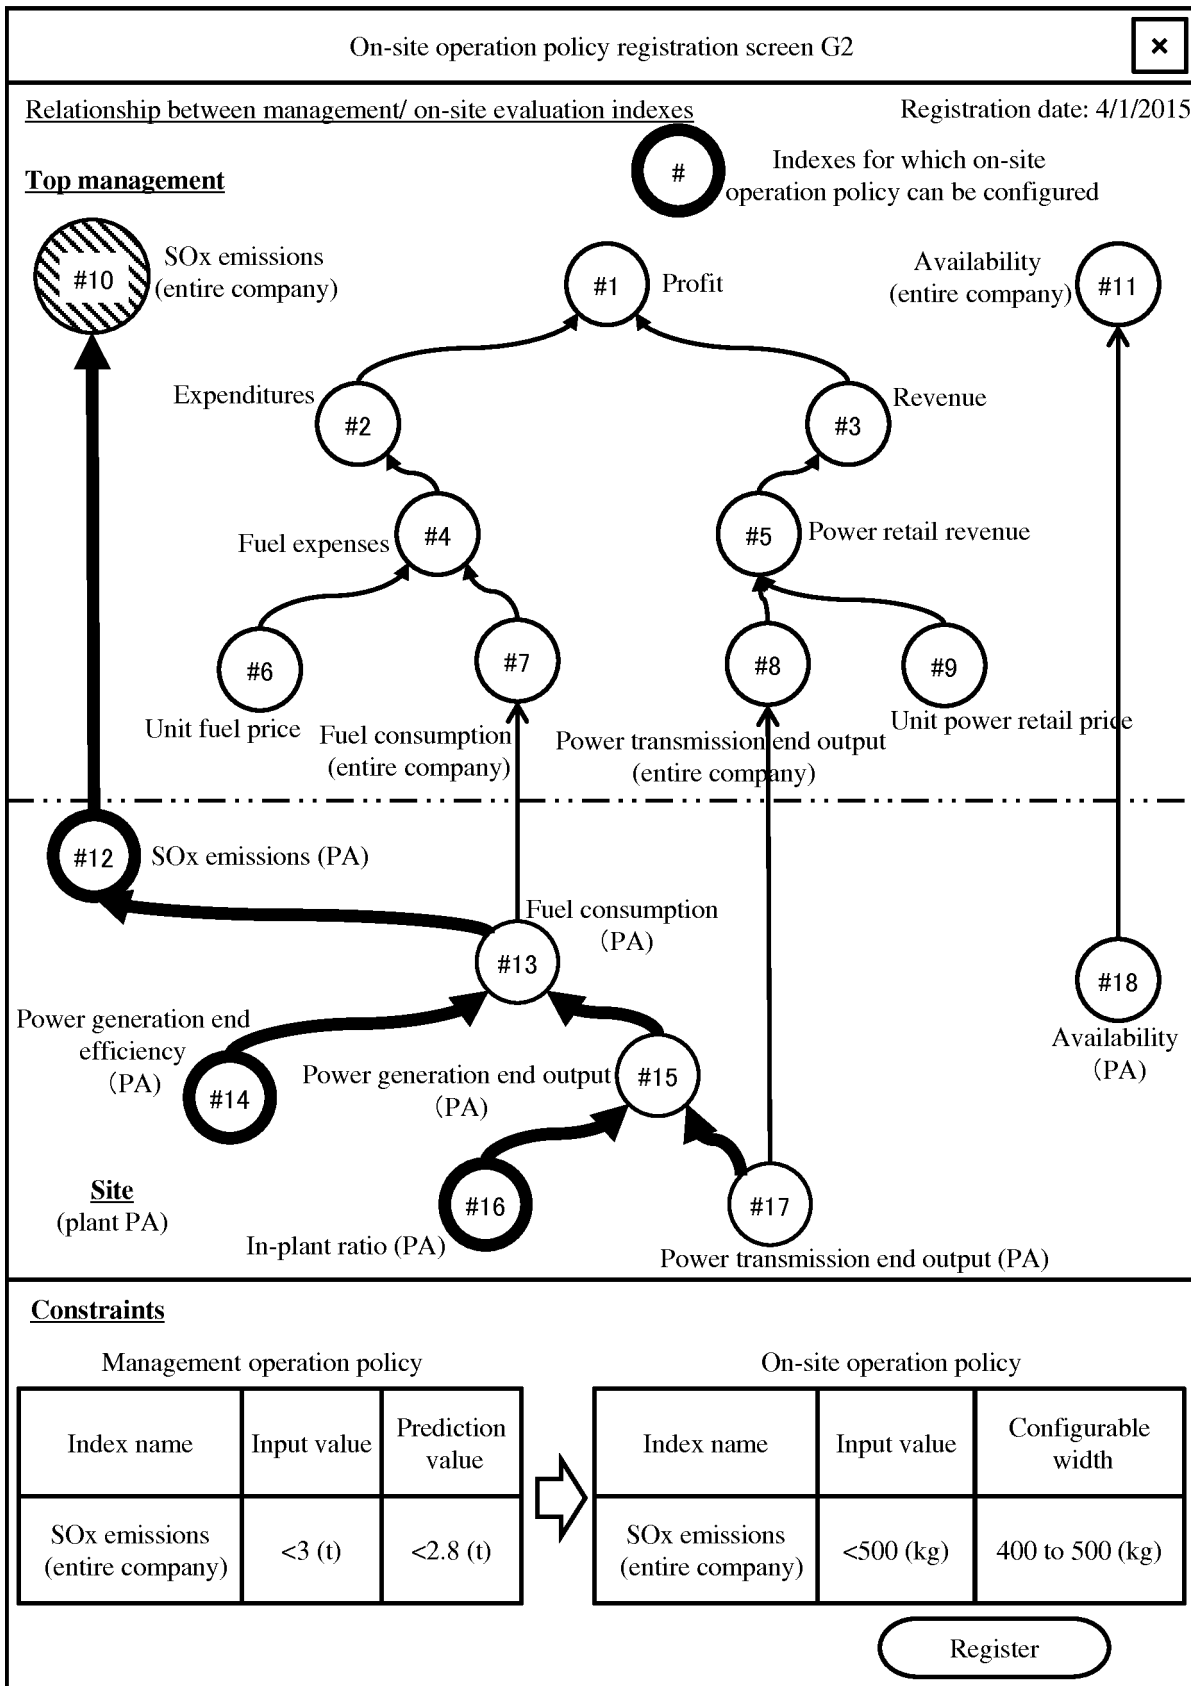 On-site operation policy registration screen G2
×
Relationship between management/ on-site evaluation indexes
Registration date: 4/1/2015
#
Indexes for which on-site
operation policy can be configured
Top management
#10
SOx emissions
(entire company)
#1
Profit
Availability
(entire company)
#11
Expenditures
#2
#3
Revenue
Fuel expenses
#4
#5
Power retail revenue
#6
#7
#8
#9
Unit fuel price
Fuel consumption
(entire company)
Power transmission end output
(entire company)
Unit power retail price
#12
SOx emissions (PA)
Fuel consumption
(PA)
#13
#18
Availability
(PA)
Power generation end
efficiency
(PA)
#14
Power generation end output
(PA)
#15
Site
(plant PA)
#16
In-plant ratio (PA)
#17
Power transmission end output (PA)
Constraints
Management operation policy
Index name
Input value
Prediction
value
SOx emissions
(entire company)
<3 (t)
<2.8 (t)
On-site operation policy
Index name
Input value
Configurable
width
SOx emissions
(entire company)
<500 (kg)
400 to 500 (kg)
Register